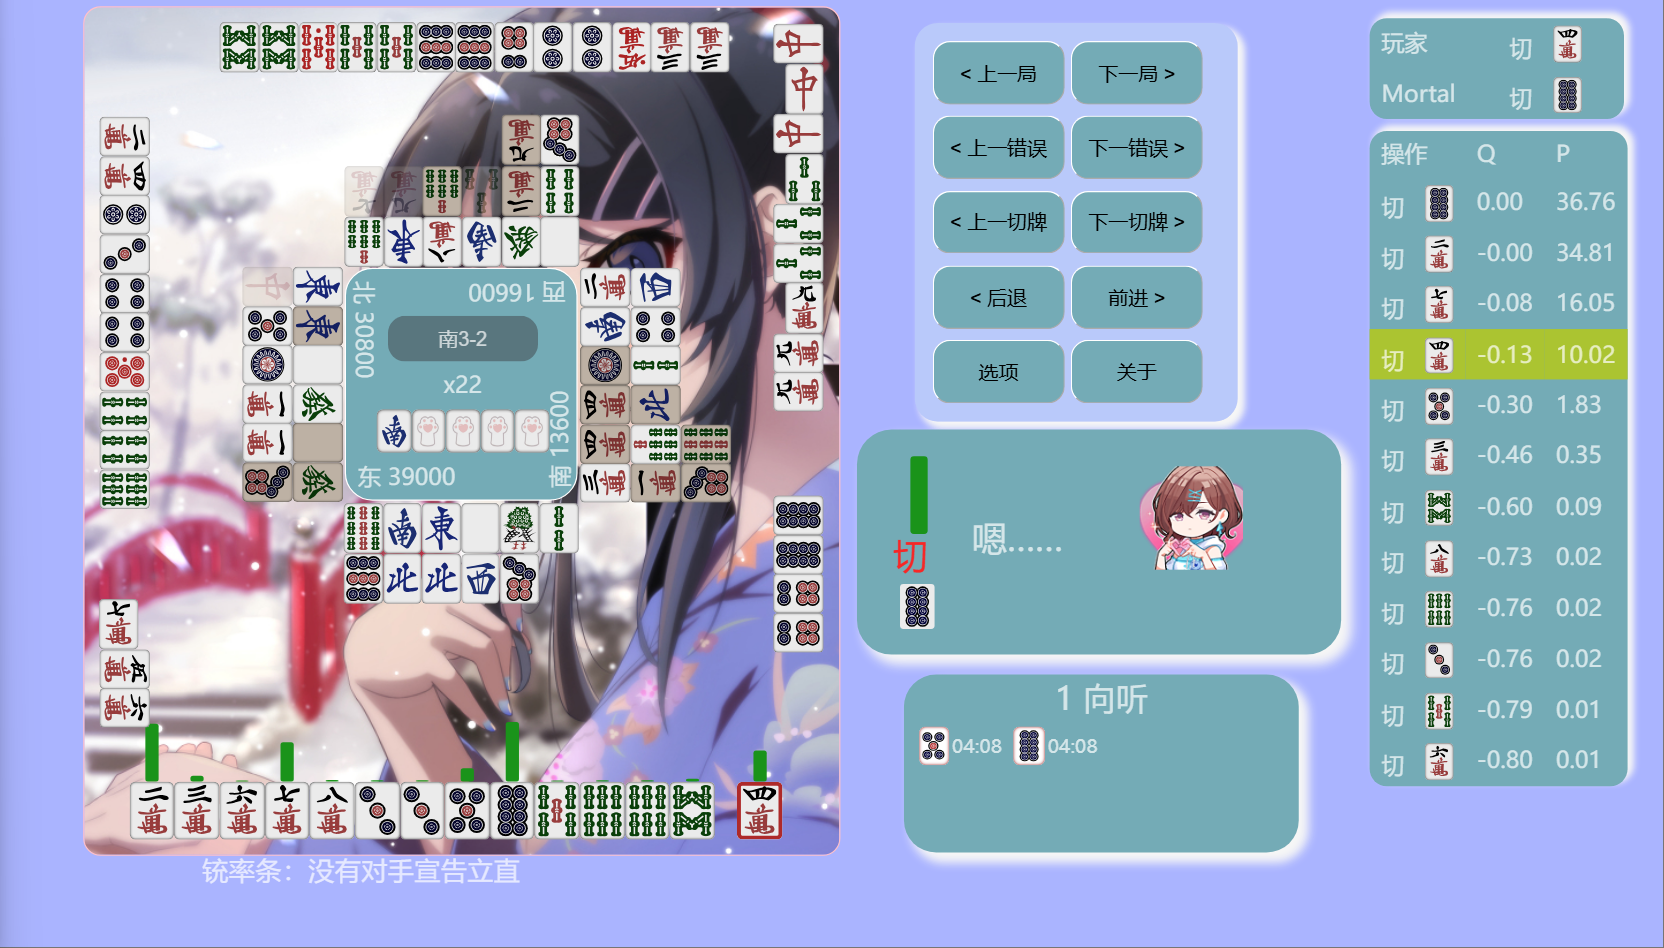 北 30800
西 16600
南3-2
x22
南 13600
东 39000
铳率条：没有对手宣告立直
< 上一局
下一局 >
< 上一错误
下一错误 >
< 上一切牌
下一切牌 >
< 后退
前进 >
选项
关于
切
嗯......
1 向听
04:08
04:08
玩家 切
Mortal 切
操作 Q P
切 0.00 36.76
切 -0.00 34.81
切 -0.08 16.05
切 -0.13 10.02
切 -0.30 1.83
切 -0.46 0.35
切 -0.60 0.09
切 -0.73 0.02
切 -0.76 0.02
切 -0.76 0.02
切 -0.79 0.01
切 -0.80 0.01